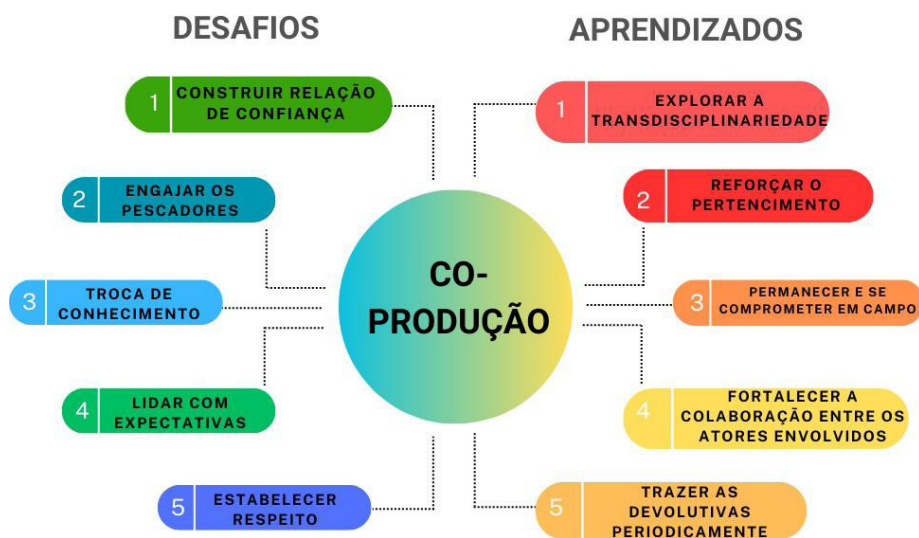 DESAFIOS
1
CONSTRUIR RELAÇÃO
DE CONFIANÇA
2
ENGAJAR OS
PESCADORES
3
TROCA DE
CONHECIMENTO
4
LIDAR COM
EXPECTATIVAS
5
ESTABELECER
RESPEITO
CO-
PRODUÇÃO
APRENDIZADOS
1
EXPLORAR A
TRANSDISCIPLINARIEDADE
2
REFORÇAR O
PERTENCIMENTO
3
PERMANECER E SE
COMPROMETER EM CAMPO
4
FORTALECER A
COLABORAÇÃO ENTRE OS
ATORES ENVOLVIDOS
5
TRAZER AS
DEVOLUTIVAS
PERIODICAMENTE